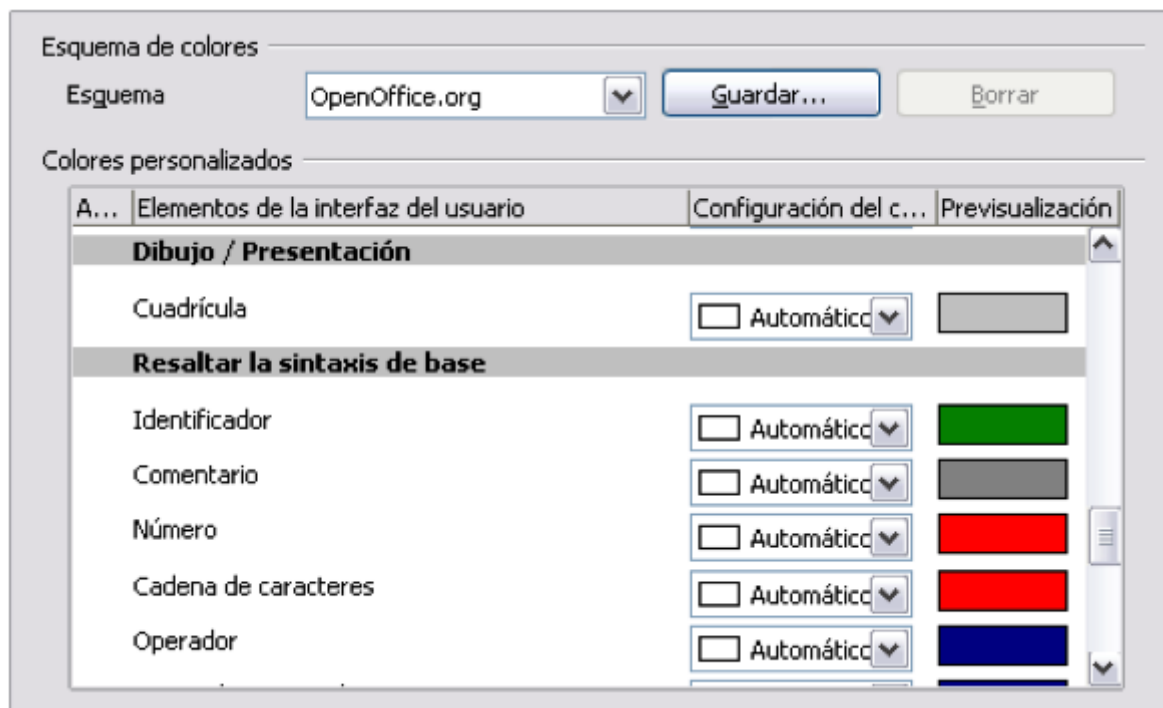 Esquema de colores
Esquema OpenOffice.org Guardar... Borrar
Colores personalizados
A... Elementos de la interfaz del usuario Configuración del c... Previsualización
Dibujo / Presentación
Cuadrícula Automático
Resaltar la sintaxis de base
Identificador Automático
Comentario Automático
Número Automático
Cadena de caracteres Automático
Operador Automático